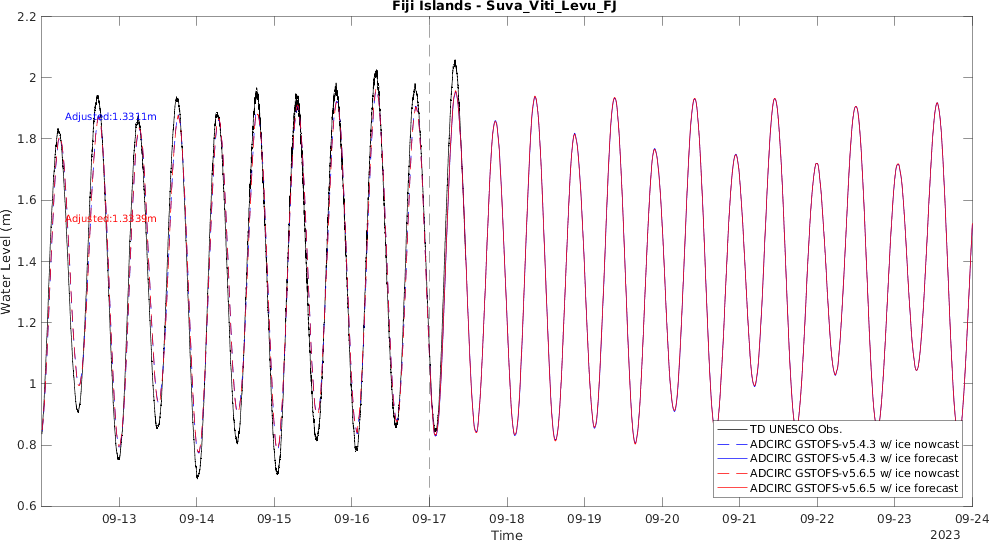 Fiji Islands - Suva_Viti_Levu_FJ
2.2
2
1.8
1.6
1.4
1.2
1
0.8
0.6
Water Level (m)
Adjusted:1.3311m
Adjusted:1.3339m
TD UNESCO Obs.
ADCIRC GSTOFS-v5.4.3 w/ ice nowcast
ADCIRC GSTOFS-v5.4.3 w/ ice forecast
ADCIRC GSTOFS-v5.6.5 w/ ice nowcast
ADCIRC GSTOFS-v5.6.5 w/ ice forecast
09-13 09-14 09-15 09-16 09-17 09-18 09-19 09-20 09-21 09-22 09-23 09-24
Time
2023